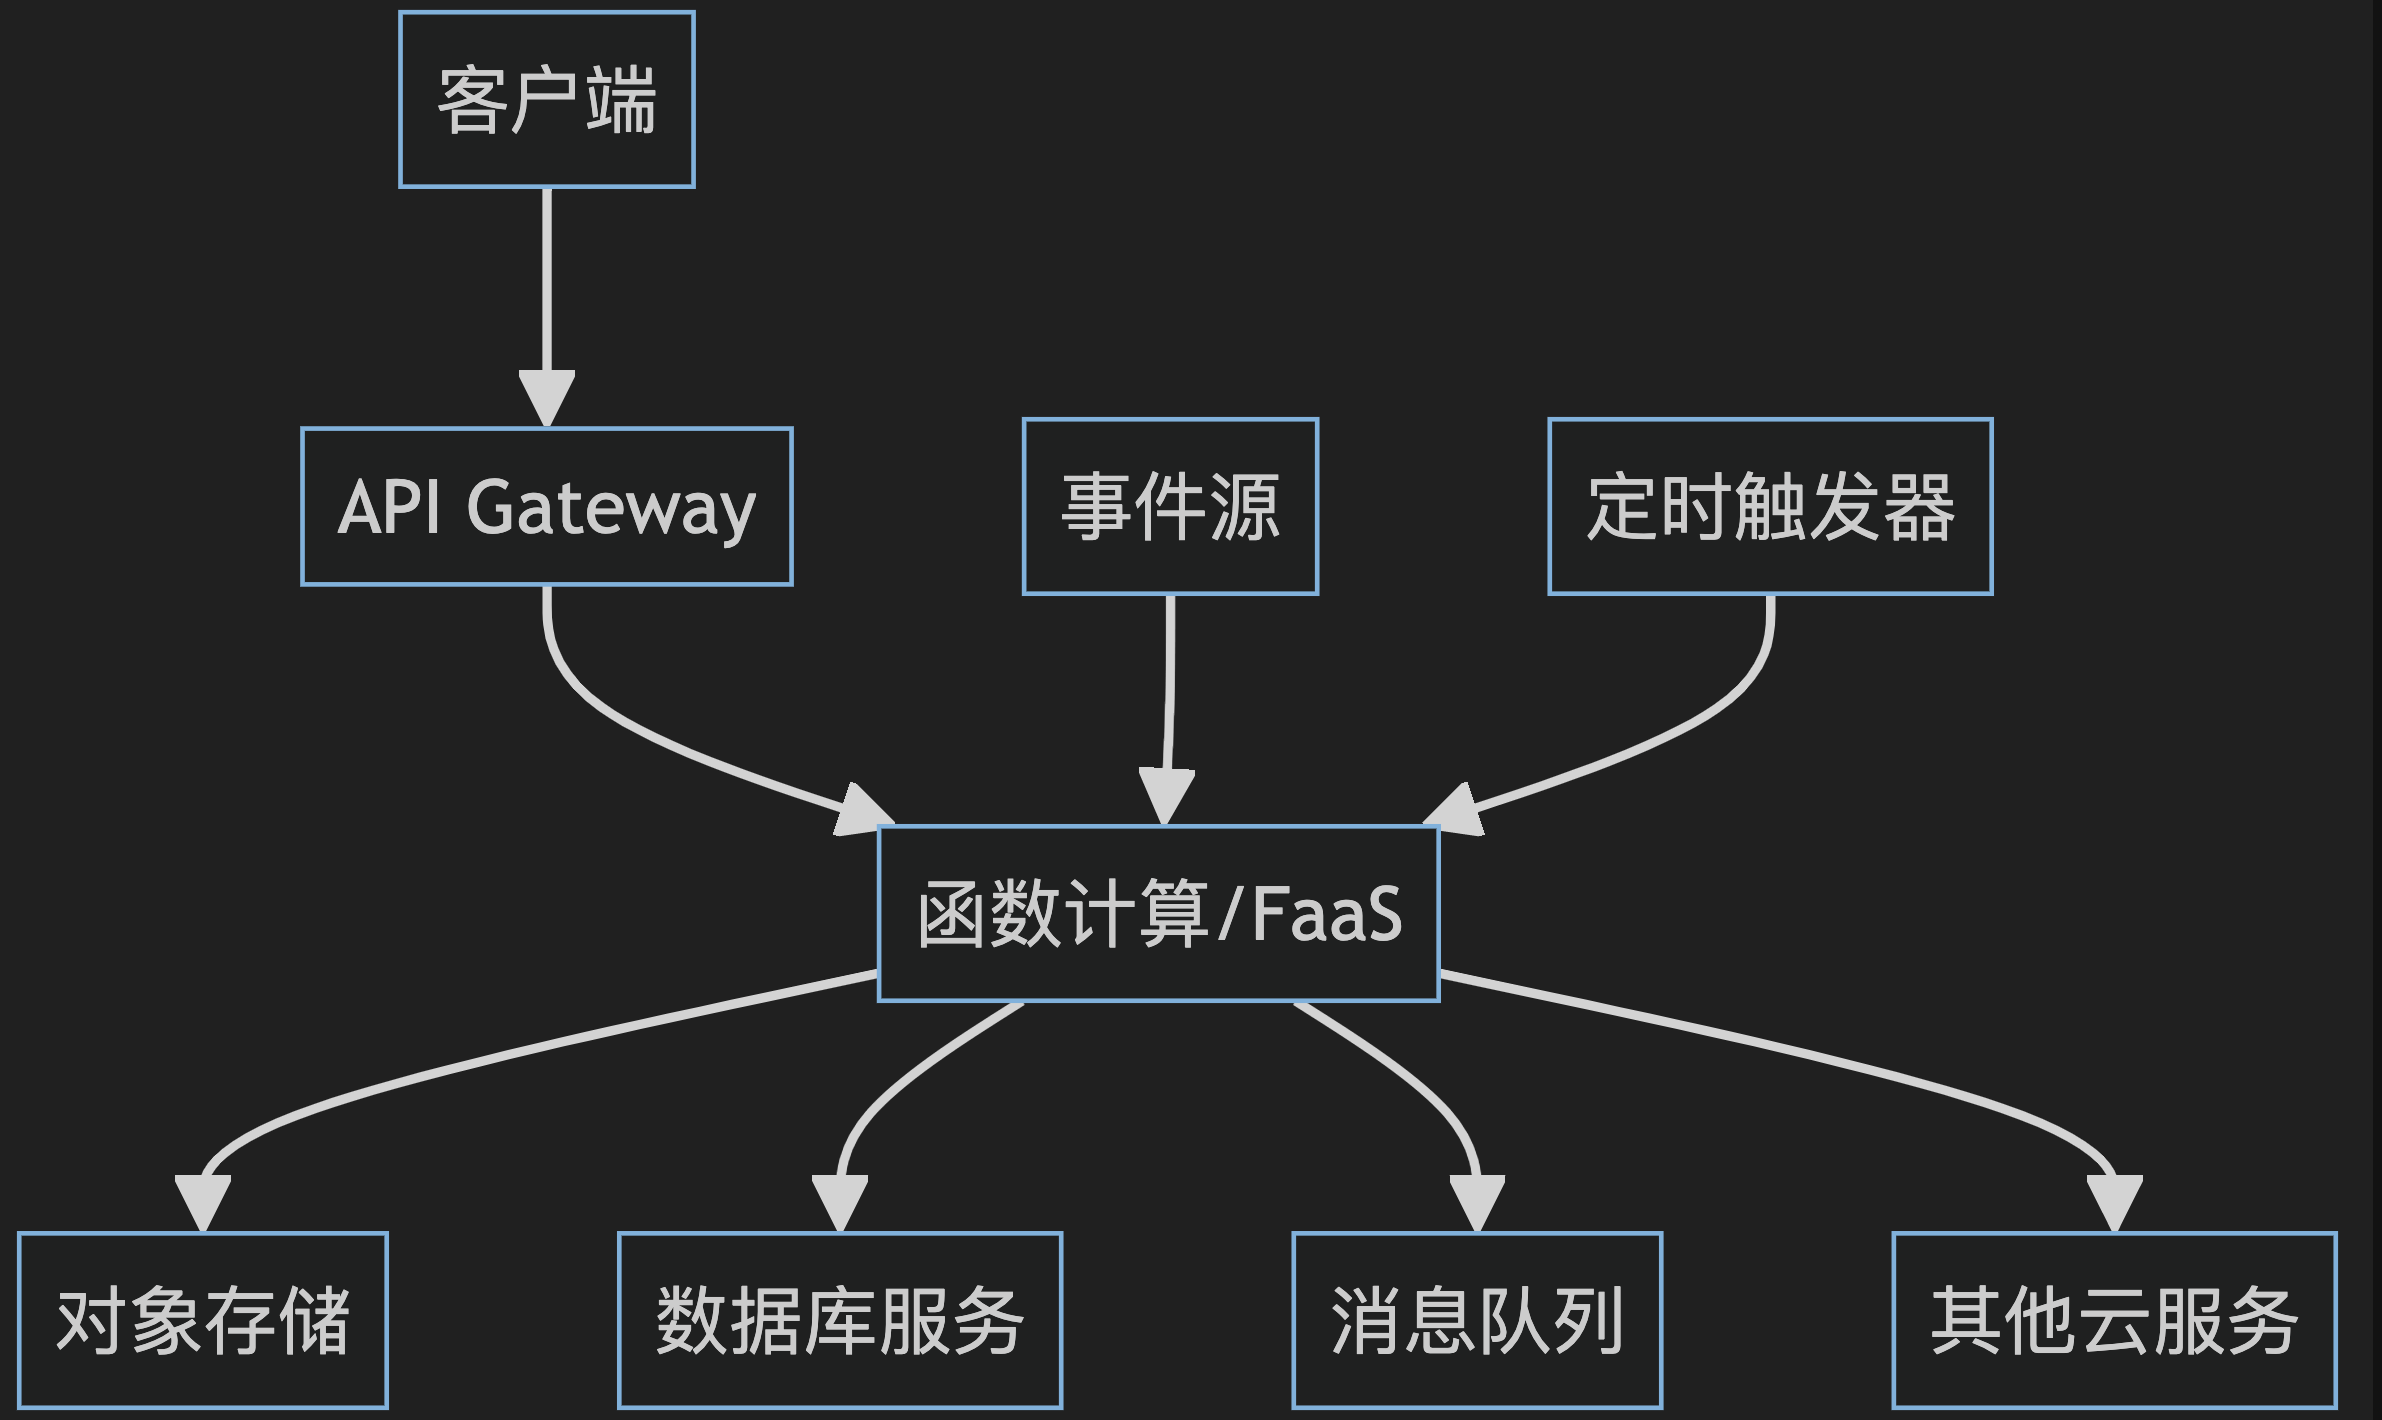 客户端
API Gateway
事件源
定时触发器
函数计算/FaaS
对象存储
数据库服务
消息队列
其他云服务